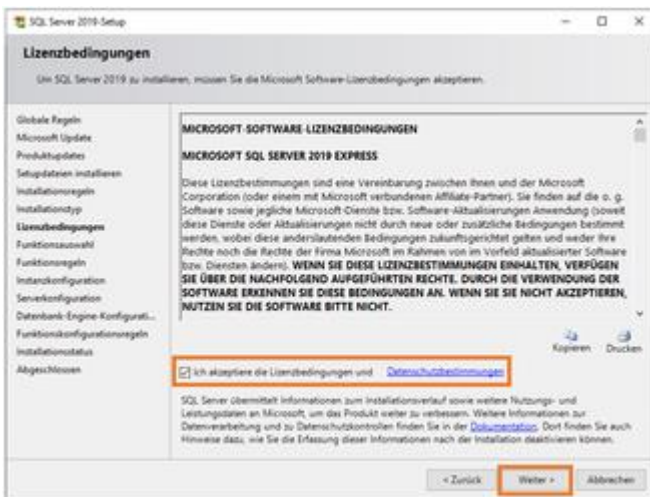 SQL Server 2019-Setup
Lizenzbedingungen
Um SQL Server 2019 zu installieren, müssen Sie die Microsoft Software-Lizenzbedingungen akzeptieren.
Globale Regeln
Microsoft Update
Produktupdates
Setupdateien installieren
Installationsregeln
Installationstyp
Lizenzbedingungen
Funktionsauswahl
Funktionsregeln
Instanzkonfiguration
Serverkonfiguration
Datenbank-Engine-Konfigurati...
Funktionskonfigurationsregeln
Installationsstatus
Abgeschlossen
MICROSOFT-SOFTWARE-LIZENZBEDINGUNGEN
MICROSOFT SQL SERVER 2019 EXPRESS
Diese Lizenzbestimmungen sind eine Vereinbarung zwischen Ihnen und der Microsoft
Corporation (oder einem mit Microsoft verbundenen Affiliate-Partner). Sie finden auf die o. g.
Software sowie jegliche Microsoft-Dienste bzw. Software-Aktualisierungen Anwendung (soweit
diese Dienste oder Aktualisierungen nicht durch neue oder zusätzliche Bedingungen bestimmt
werden, wobei diese anderslautenden Bedingungen zukunftsgerichtet gelten und weder Ihre
Rechte noch die Rechte der Firma Microsoft im Rahmen von im Vorfeld aktualisierter Software
bzw. Diensten ändern). WENN SIE DIESE LIZENZBESTIMMUNGEN EINHALTEN, VERFÜGEN
SIE ÜBER DIE NACHFOLGEND AUFGEFÜHRTEN RECHTE. DURCH DIE VERWENDUNG DER
SOFTWARE ERKENNEN SIE DIESE BEDINGUNGEN AN. WENN SIE SIE NICHT AKZEPTIEREN,
NUTZEN SIE DIE SOFTWARE BITTE NICHT.
Kopieren Drucken
Ich akzeptiere die Lizenzbedingungen und Datenschutzbestimmungen
SQL Server übermittelt Informationen zum Installationsverlauf sowie weitere Nutzungs- und
Leistungsdaten an Microsoft, um das Produkt weiter zu verbessern. Weitere Informationen zur
Datenverarbeitung und zu Datenschutzkontrollen finden Sie in der Dokumentation. Dort finden Sie auch
Hinweise dazu, wie Sie die Erfassung dieser Informationen nach der Installation deaktivieren können.
< Zurück Weiter > Abbrechen